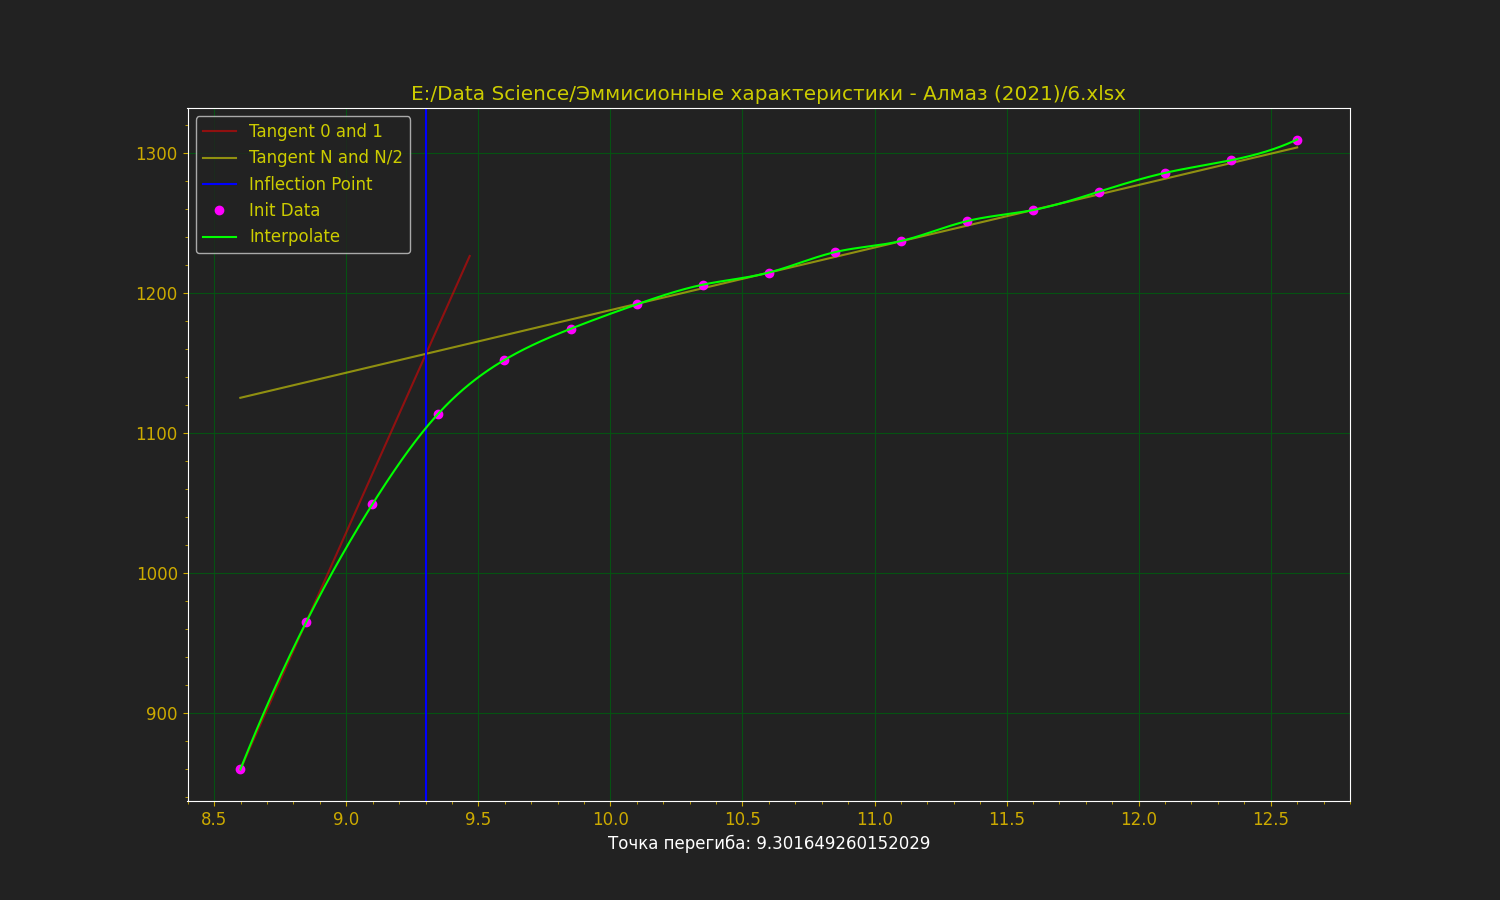 E:/Data Science/Эммисионные характеристики - Алмаз (2021)/6.xlsx
Tangent 0 and 1
Tangent N and N/2
Inflection Point
Init Data
Interpolate
1300
1200
1100
1000
900
8.5 9.0 9.5 10.0 10.5 11.0 11.5 12.0 12.5
Точка перегиба: 9.301649260152029